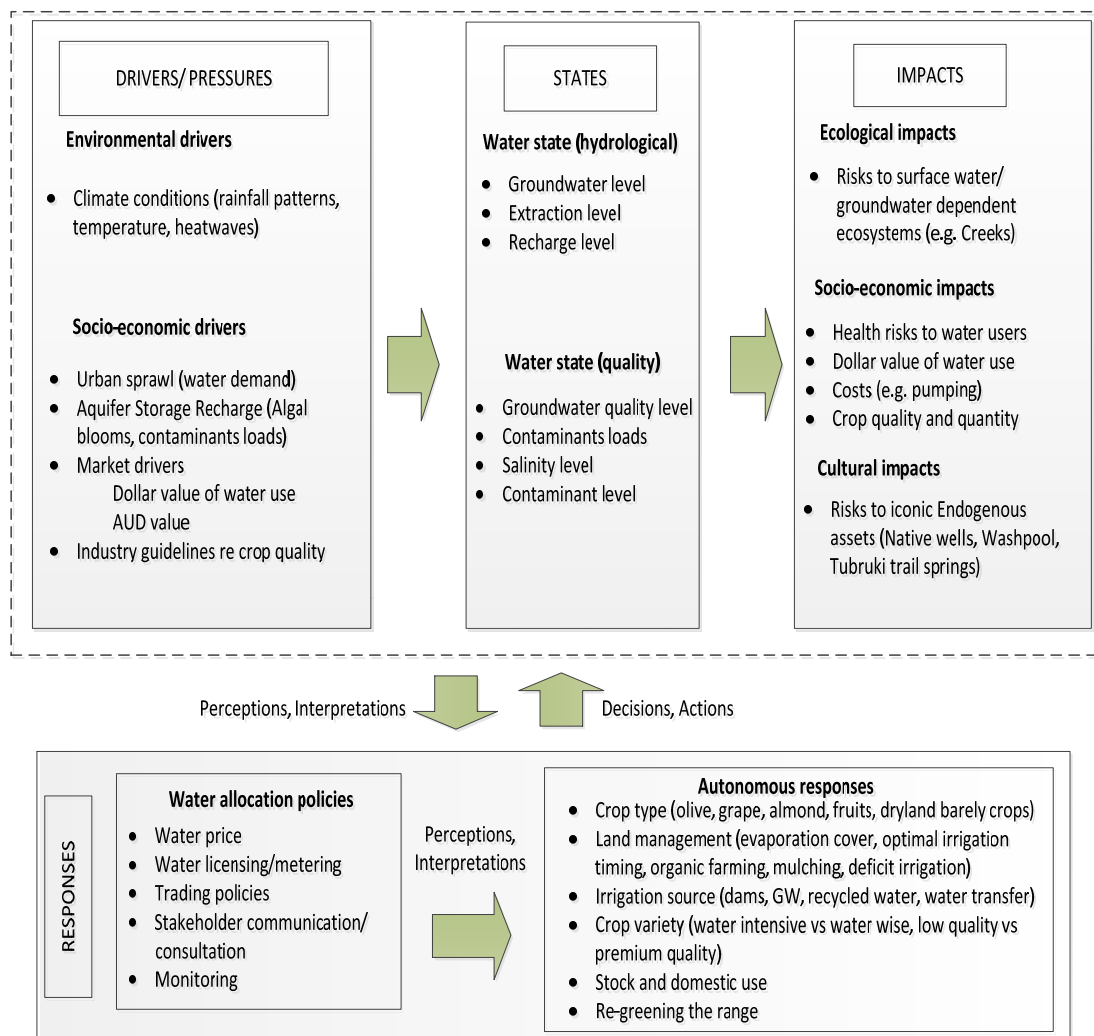 DRIVERS/ PRESSURES
Environmental drivers
• Climate conditions (rainfall patterns,
temperature, heatwaves)
Socio-economic drivers
• Urban sprawl (water demand)
• Aquifer Storage Recharge (Algal
blooms, contaminants loads)
• Market drivers
Dollar value of water use
AUD value
• Industry guidelines re crop quality
STATES
Water state (hydrological)
• Groundwater level
• Extraction level
• Recharge level
Water state (quality)
• Groundwater quality level
• Contaminants loads
• Salinity level
• Contaminant level
IMPACTS
Ecological impacts
• Risks to surface water/
groundwater dependent
ecosystems (e.g. Creeks)
Socio-economic impacts
• Health risks to water users
• Dollar value of water use
• Costs (e.g. pumping)
• Crop quality and quantity
Cultural impacts
• Risks to iconic Endogenous
assets (Native wells, Washpool,
Tubruki trail springs)
Perceptions, Interpretations
Decisions, Actions
RESPONSES
Water allocation policies
• Water price
• Water licensing/metering
• Trading policies
• Stakeholder communication/
consultation
• Monitoring
Perceptions,
Interpretations
Autonomous responses
• Crop type (olive, grape, almond, fruits, dryland barely crops)
• Land management (evaporation cover, optimal irrigation
timing, organic farming, mulching, deficit irrigation)
• Irrigation source (dams, GW, recycled water, water transfer)
• Crop variety (water intensive vs water wise, low quality vs
premium quality)
• Stock and domestic use
• Re-greening the range